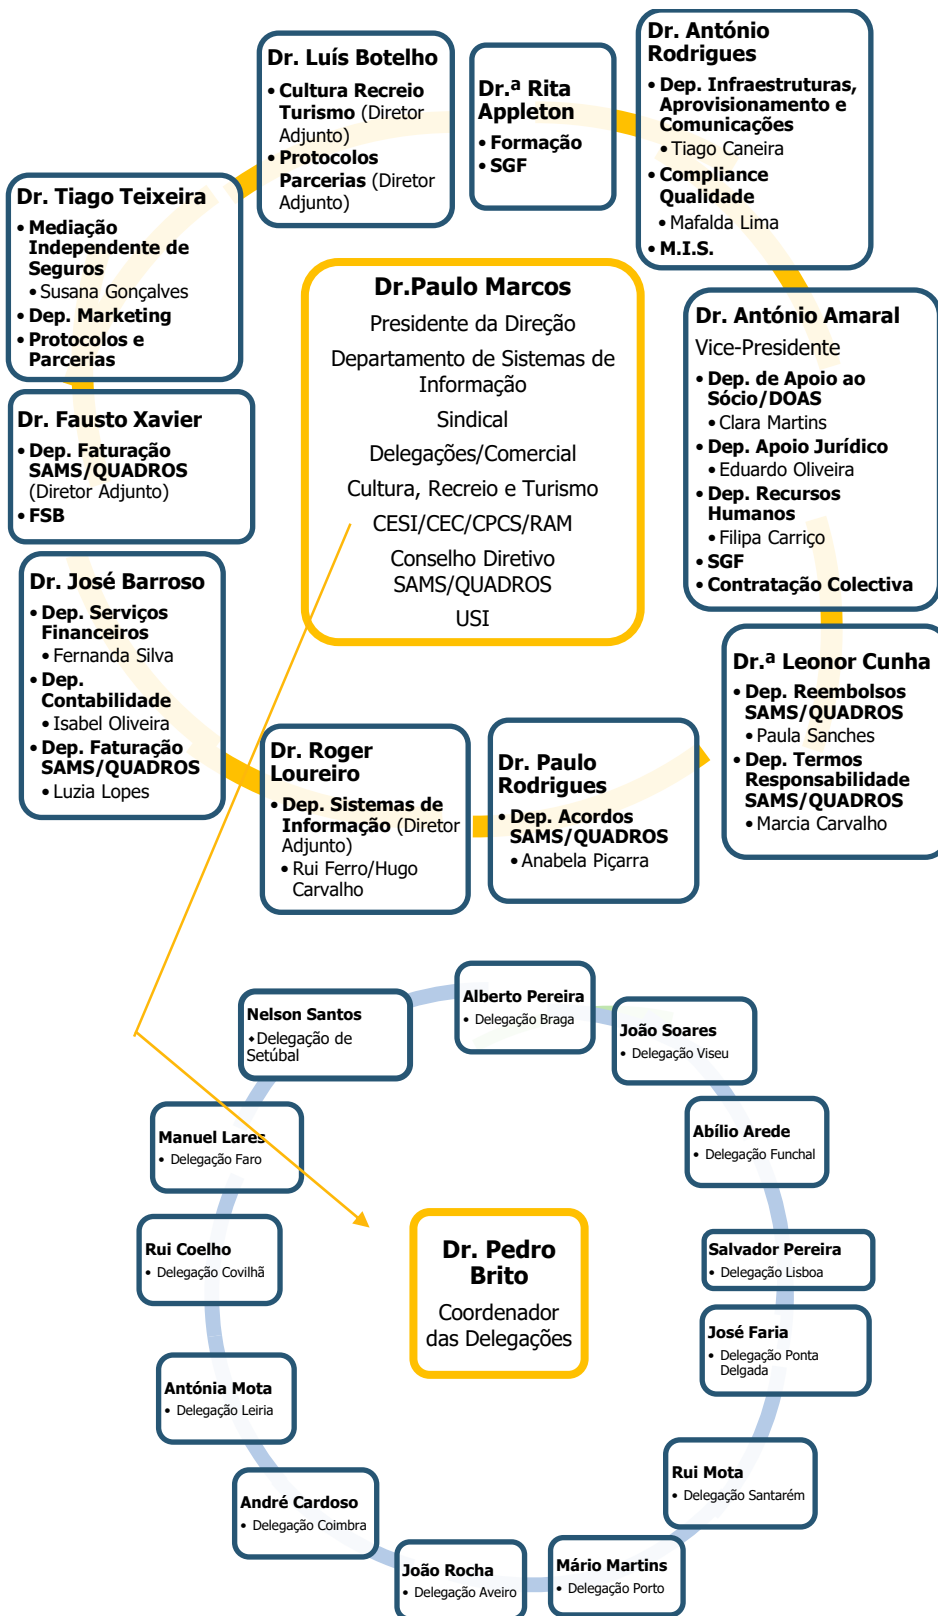 Dr. Luís Botelho
• Cultura Recreio
Turismo (Diretor
Adjunto)
• Protocolos
Parcerias (Diretor
Adjunto)
Dr.ª Rita
Appleton
• Formação
• SGF
Dr. António
Rodrigues
• Dep. Infraestruturas,
Aprovisionamento e
Comunicações
• Tiago Caneira
• Compliance
Qualidade
• Mafalda Lima
• M.I.S.
Dr. Tiago Teixeira
• Mediação
Independente de
Seguros
• Susana Gonçalves
• Dep. Marketing
• Protocolos e
Parcerias
Dr.Paulo Marcos
Presidente da Direção
Departamento de Sistemas de
Informação
Sindical
Delegações/Comercial
Cultura, Recreio e Turismo
CESI/CEC/CPCS/RAM
Conselho Diretivo
SAMS/QUADROS
USI
Dr. António Amaral
Vice-Presidente
• Dep. de Apoio ao
Sócio/DOAS
• Clara Martins
• Dep. Apoio Jurídico
• Eduardo Oliveira
• Dep. Recursos
Humanos
• Filipa Carriço
• SGF
• Contratação Colectiva
Dr. Fausto Xavier
• Dep. Faturação
SAMS/QUADROS
(Diretor Adjunto)
• FSB
Dr. José Barroso
• Dep. Serviços
Financeiros
• Fernanda Silva
• Dep.
Contabilidade
• Isabel Oliveira
• Dep. Faturação
SAMS/QUADROS
• Luzia Lopes
Dr.ª Leonor Cunha
• Dep. Reembolsos
SAMS/QUADROS
• Paula Sanches
• Dep. Termos
Responsabilidade
SAMS/QUADROS
• Marcia Carvalho
Dr. Roger
Loureiro
• Dep. Sistemas de
Informação (Diretor
Adjunto)
• Rui Ferro/Hugo
Carvalho
Dr. Paulo
Rodrigues
• Dep. Acordos
SAMS/QUADROS
• Anabela Piçarra
Nelson Santos
•Delegação de
Setúbal
Alberto Pereira
• Delegação Braga
João Soares
• Delegação Viseu
Manuel Lares
• Delegação Faro
Abílio Arede
• Delegação Funchal
Rui Coelho
• Delegação Covilhã
Dr. Pedro
Brito
Coordenador
das Delegações
Salvador Pereira
• Delegação Lisboa
José Faria
• Delegação Ponta
Delgada
Antónia Mota
• Delegação Leiria
Rui Mota
• Delegação Santarém
André Cardoso
• Delegação Coimbra
João Rocha
• Delegação Aveiro
Mário Martins
• Delegação Porto